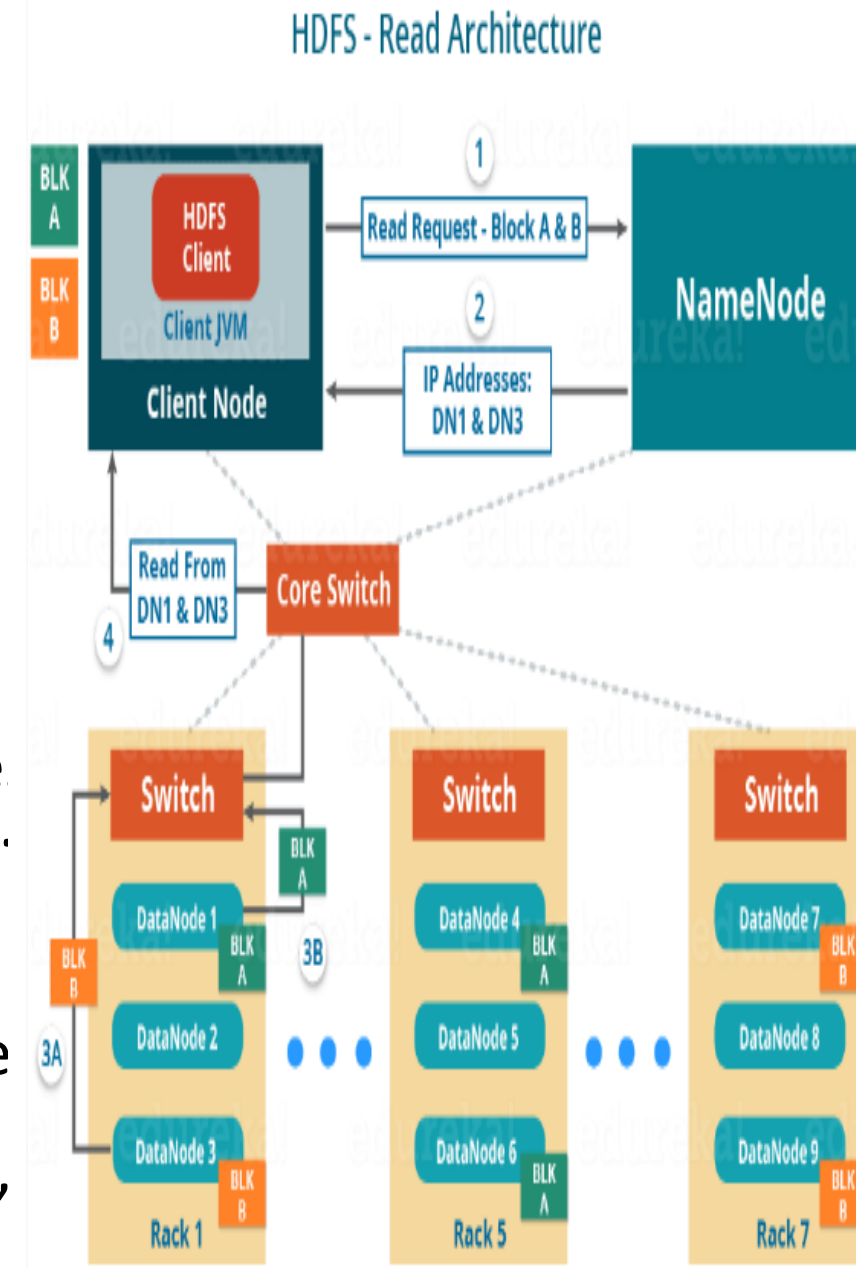 HDFS - Read Architecture
BLK
A
BLK
B
HDFS
Client
Client JVM
Client Node
1
Read Request - Block A & B
2
IP Addresses:
DN1 & DN3
NameNode
Read From
DN1 & DN3
4
Core Switch
Switch
BLK
A
DataNode 1
BLK
A
3B
BLK
B
3A
DataNode 2
DataNode 3
BLK
B
Rack 1
Switch
DataNode 4
BLK
A
DataNode 5
DataNode 6
BLK
A
Rack 5
Switch
DataNode 7
BLK
B
DataNode 8
DataNode 9
BLK
B
Rack 7
edureka!